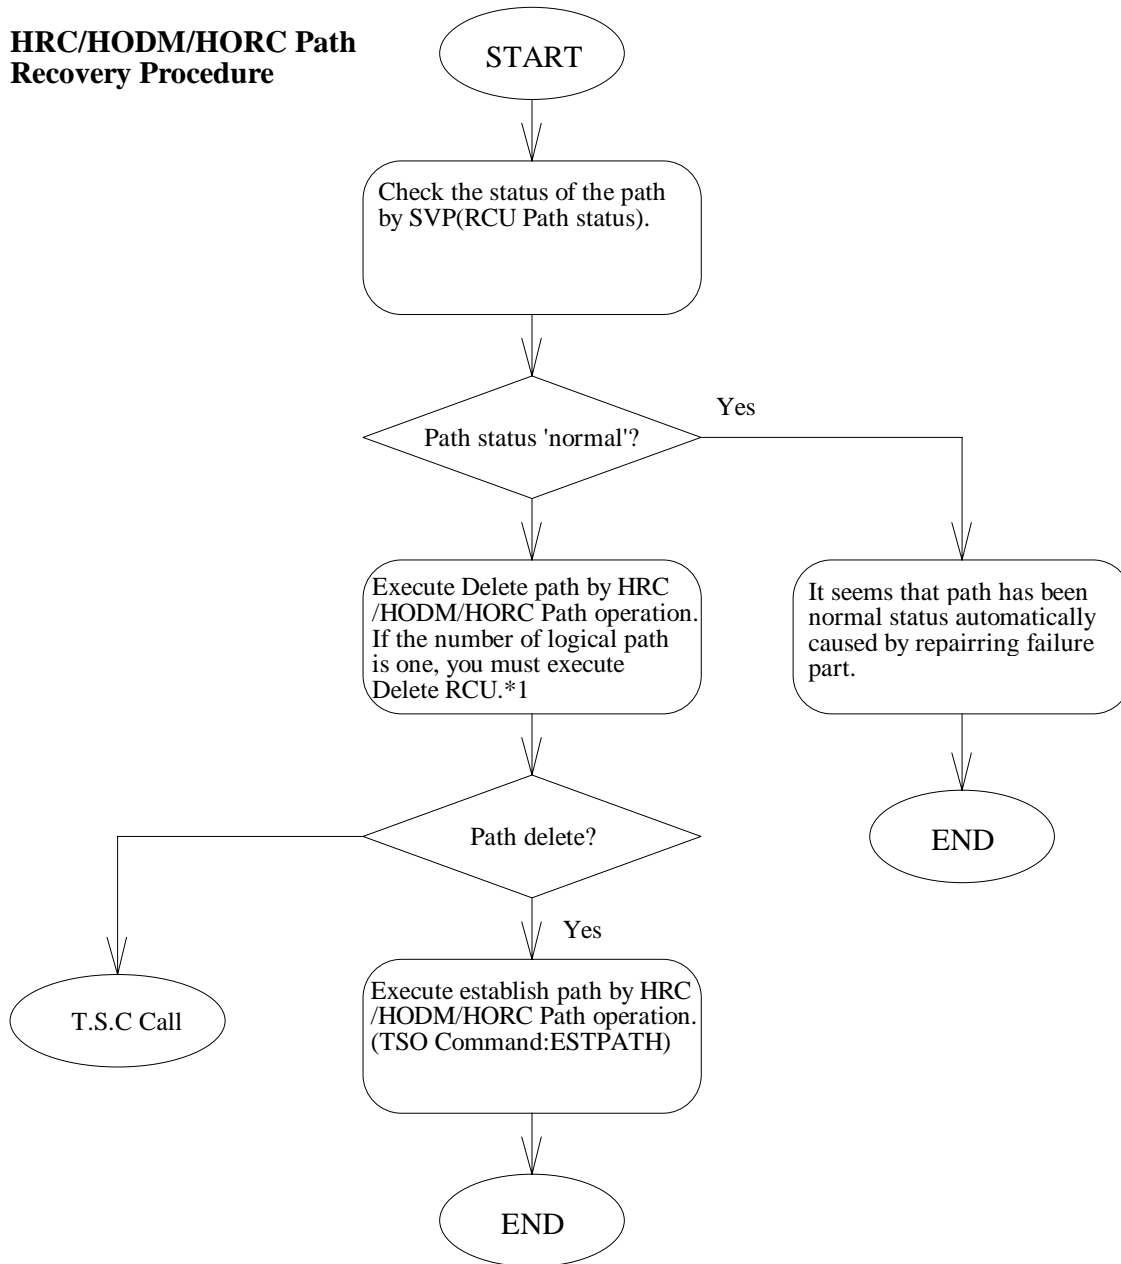 HRC/HODM/HORC Path
Recovery Procedure
START
Check the status of the path
by SVP(RCU Path status).
Path status 'normal'?
Yes
Execute Delete path by HRC
/HODM/HORC Path operation.
If the number of logical path
is one, you must execute
Delete RCU.*1
It seems that path has been
normal status automatically
caused by repairring failure
part.
Path delete?
END
Yes
T.S.C Call
Execute establish path by HRC
/HODM/HORC Path operation.
(TSO Command:ESTPATH)
END